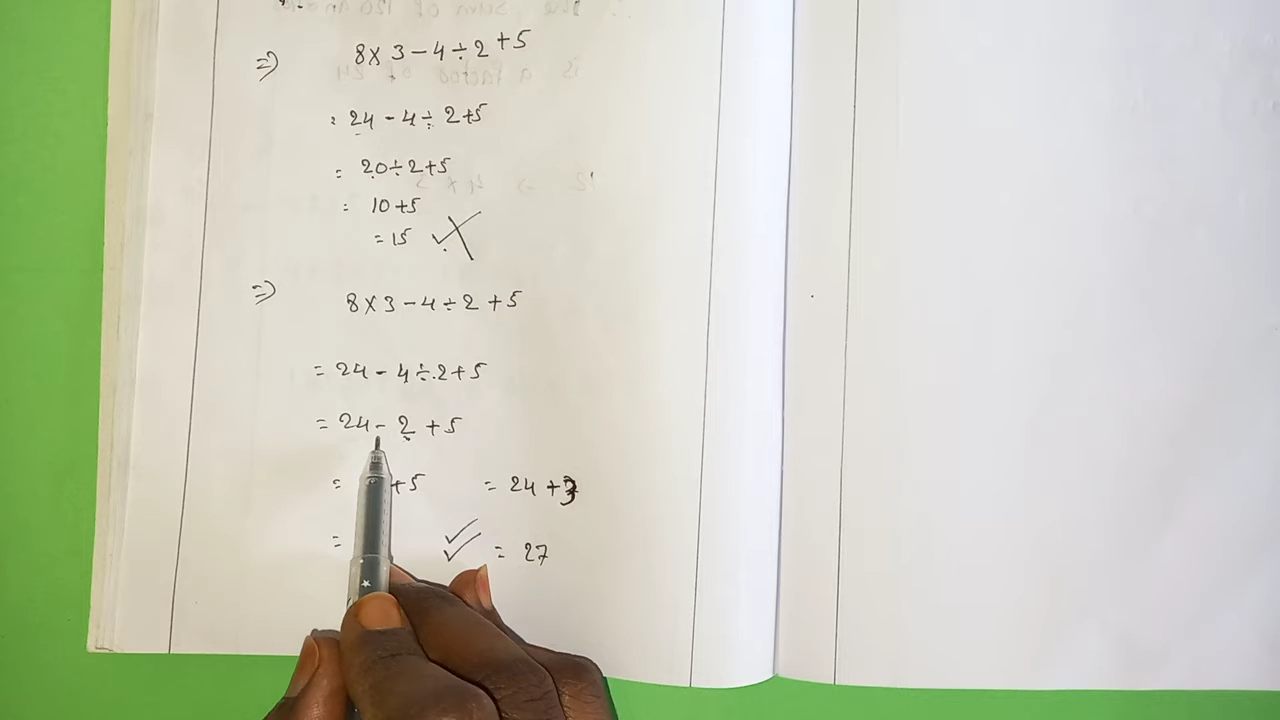 => 8 × 3 − 4 ÷ 2 + 5
= 24 − 4 ÷ 2 + 5
= 20 ÷ 2 + 5
= 10 + 5
= 15
=> 8 × 3 − 4 ÷ 2 + 5
= 24 − 4 ÷ 2 + 5
= 24 − 2 + 5
= +5 = 24 + 3
= = 27